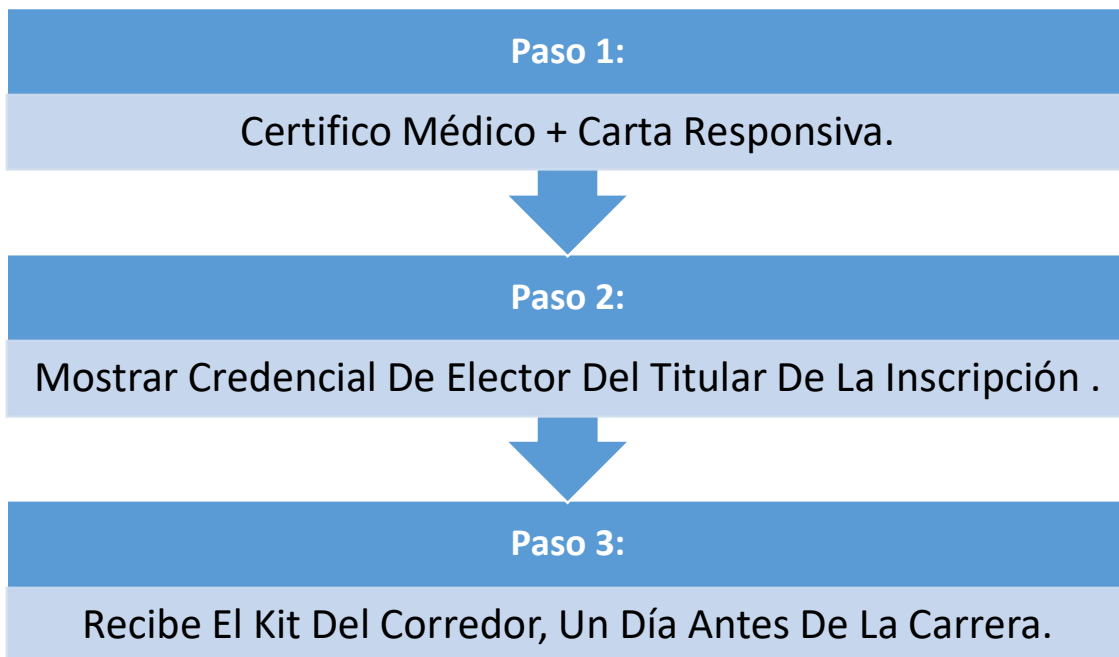 Paso 1:
Certifico Médico + Carta Responsiva.
Paso 2:
Mostrar Credencial De Elector Del Titular De La Inscripción .
Paso 3:
Recibe El Kit Del Corredor, Un Día Antes De La Carrera.